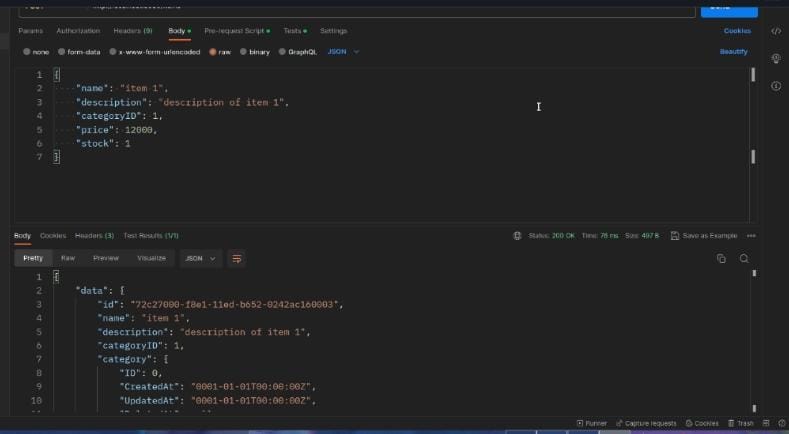 Params Authorization Headers (9) Body Pre-request Script Tests Settings Cookies
none form-data x-www-form-urlencoded raw binary GraphQL JSON Beautify
1 {
2 "name": "item 1",
3 "description": "description of item 1",
4 "categoryID": 1,
5 "price": 12000,
6 "stock": 1
7 }
Body Cookies Headers (3) Test Results (1/1) Status: 200 OK Time: 78 ms Size: 497 B Save as Example
Pretty Raw Preview Visualize JSON
1 {
2 "data": {
3 "id": "72c27000-f8e1-11ed-b652-0242ac160003",
4 "name": "item 1",
5 "description": "description of item 1",
6 "categoryID": 1,
7 "category": {
8 "ID": 0,
9 "CreatedAt": "0001-01-01T00:00:00Z",
10 "UpdatedAt": "0001-01-01T00:00:00Z",
Runner Capture requests Cookies Trash